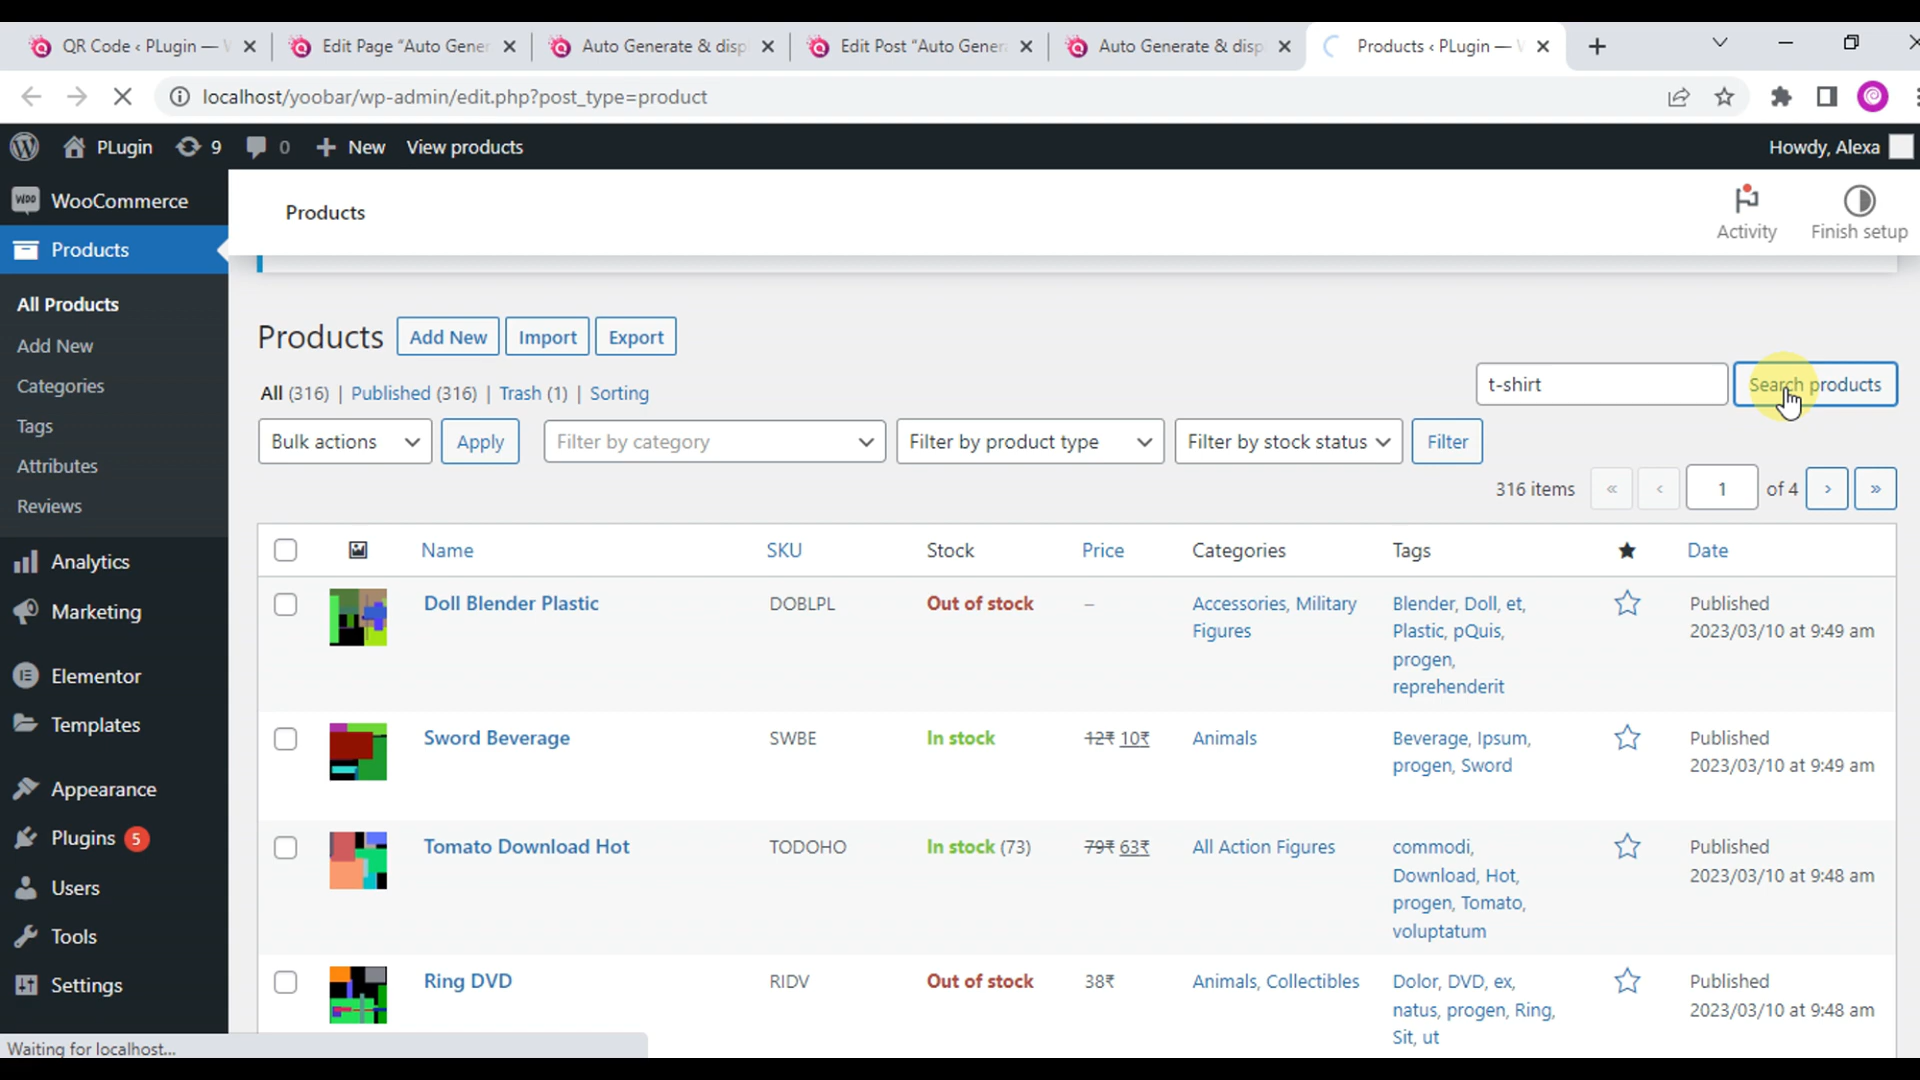 QR Code ‹ PLugin —
Edit Page “Auto Gener
Auto Generate & disp
Edit Post “Auto Genera
Auto Generate & disp
Products ‹ PLugin —
localhost/yoobar/wp-admin/edit.php?post_type=product
PLugin 9 0 New View products Howdy, Alexa
WooCommerce
Products
All Products
Add New
Categories
Tags
Attributes
Reviews
Analytics
Marketing
Elementor
Templates
Appearance
Plugins 5
Users
Tools
Settings
Waiting for localhost...
Products
Activity
Finish setup
Products Add New Import Export
All (316) | Published (316) | Trash (1) | Sorting
t-shirt Search products
Bulk actions Apply Filter by category Filter by product type Filter by stock status Filter
316 items « ‹ 1 of 4 › »
Name SKU Stock Price Categories Tags Date
Doll Blender Plastic DOBLPL Out of stock – Accessories, Military Blender, Doll, et, Published
Figures Plastic, pQuis, 2023/03/10 at 9:49 am
progen,
reprehenderit
Sword Beverage SWBE In stock 12₹ 10₹ Animals Beverage, Ipsum, Published
progen, Sword 2023/03/10 at 9:49 am
Tomato Download Hot TODOHO In stock (73) 79₹ 63₹ All Action Figures commodi, Published
Download, Hot, 2023/03/10 at 9:48 am
progen, Tomato,
voluptatum
Ring DVD RIDV Out of stock 38₹ Animals, Collectibles Dolor, DVD, ex, Published
natus, progen, Ring, 2023/03/10 at 9:48 am
Sit, ut